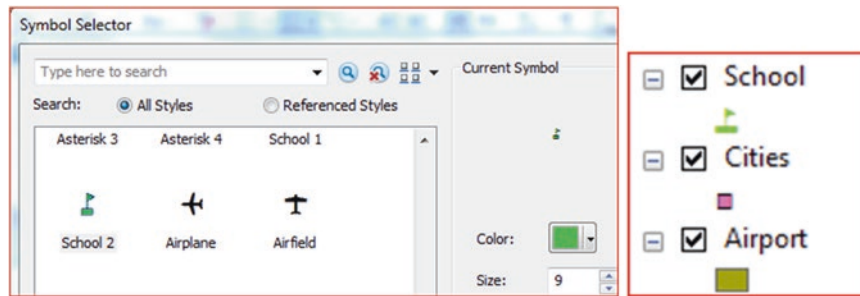 Symbol Selector
Type here to search
Current Symbol
Search: All Styles Referenced Styles
Asterisk 3 Asterisk 4 School 1
School 2 Airplane Airfield
Color:
Size: 9
School
Cities
Airport